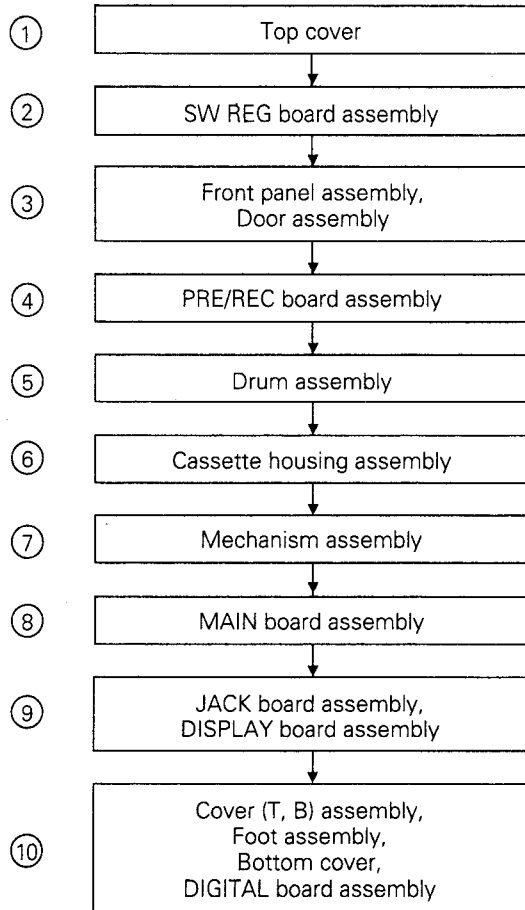 ① Top cover
② SW REG board assembly
③ Front panel assembly,
Door assembly
④ PRE/REC board assembly
⑤ Drum assembly
⑥ Cassette housing assembly
⑦ Mechanism assembly
⑧ MAIN board assembly
⑨ JACK board assembly,
DISPLAY board assembly
⑩ Cover (T, B) assembly,
Foot assembly,
Bottom cover,
DIGITAL board assembly